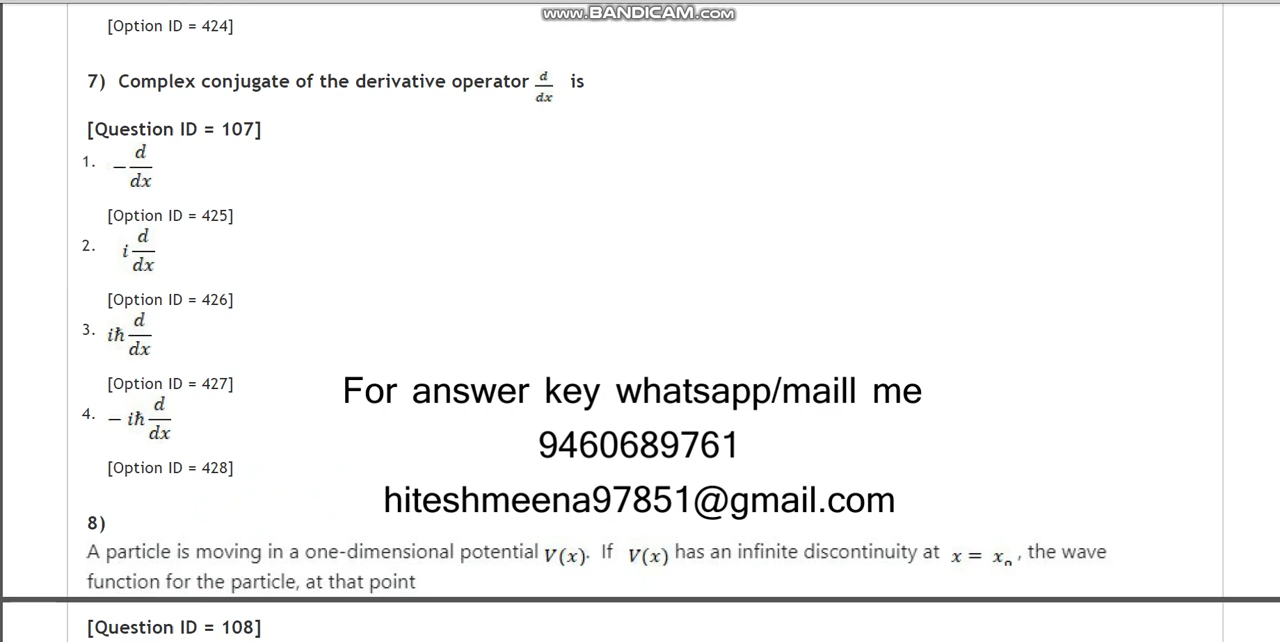 www.BANDICAM.com
[Option ID = 424]
7) Complex conjugate of the derivative operator d/dx is
[Question ID = 107]
1. − d/dx
[Option ID = 425]
2. i d/dx
[Option ID = 426]
3. iħ d/dx
[Option ID = 427]
4. − iħ d/dx
[Option ID = 428]
For answer key whatsapp/maill me
9460689761
hiteshmeena97851@gmail.com
8)
A particle is moving in a one-dimensional potential V(x). If V(x) has an infinite discontinuity at x = x₀, the wave
function for the particle, at that point
[Question ID = 108]